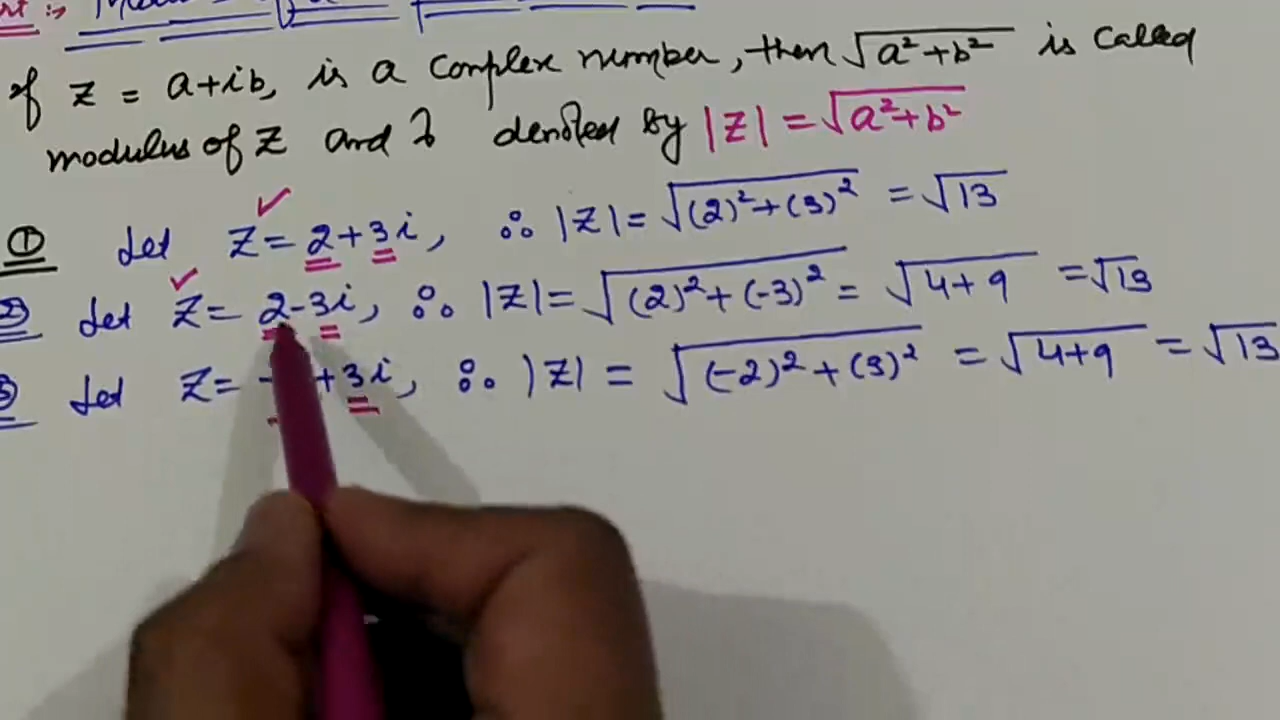 If z = a+ib, is a complex number, then √a²+b² is called
modulus of z and denoted by |z| = √a²+b²
① Let z = 2+3i, ∴ |z| = √(2)²+(3)² = √13
② Let z = 2-3i, ∴ |z| = √(2)²+(-3)² = √4+9 = √13
③ Let z = - +3i, ∴ |z| = √(-2)²+(3)² = √4+9 = √13